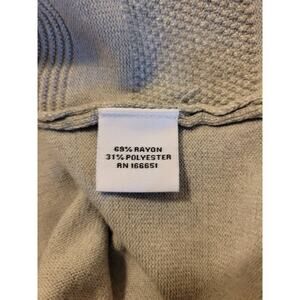 69% RAYON
31% POLYESTER
RN 166651